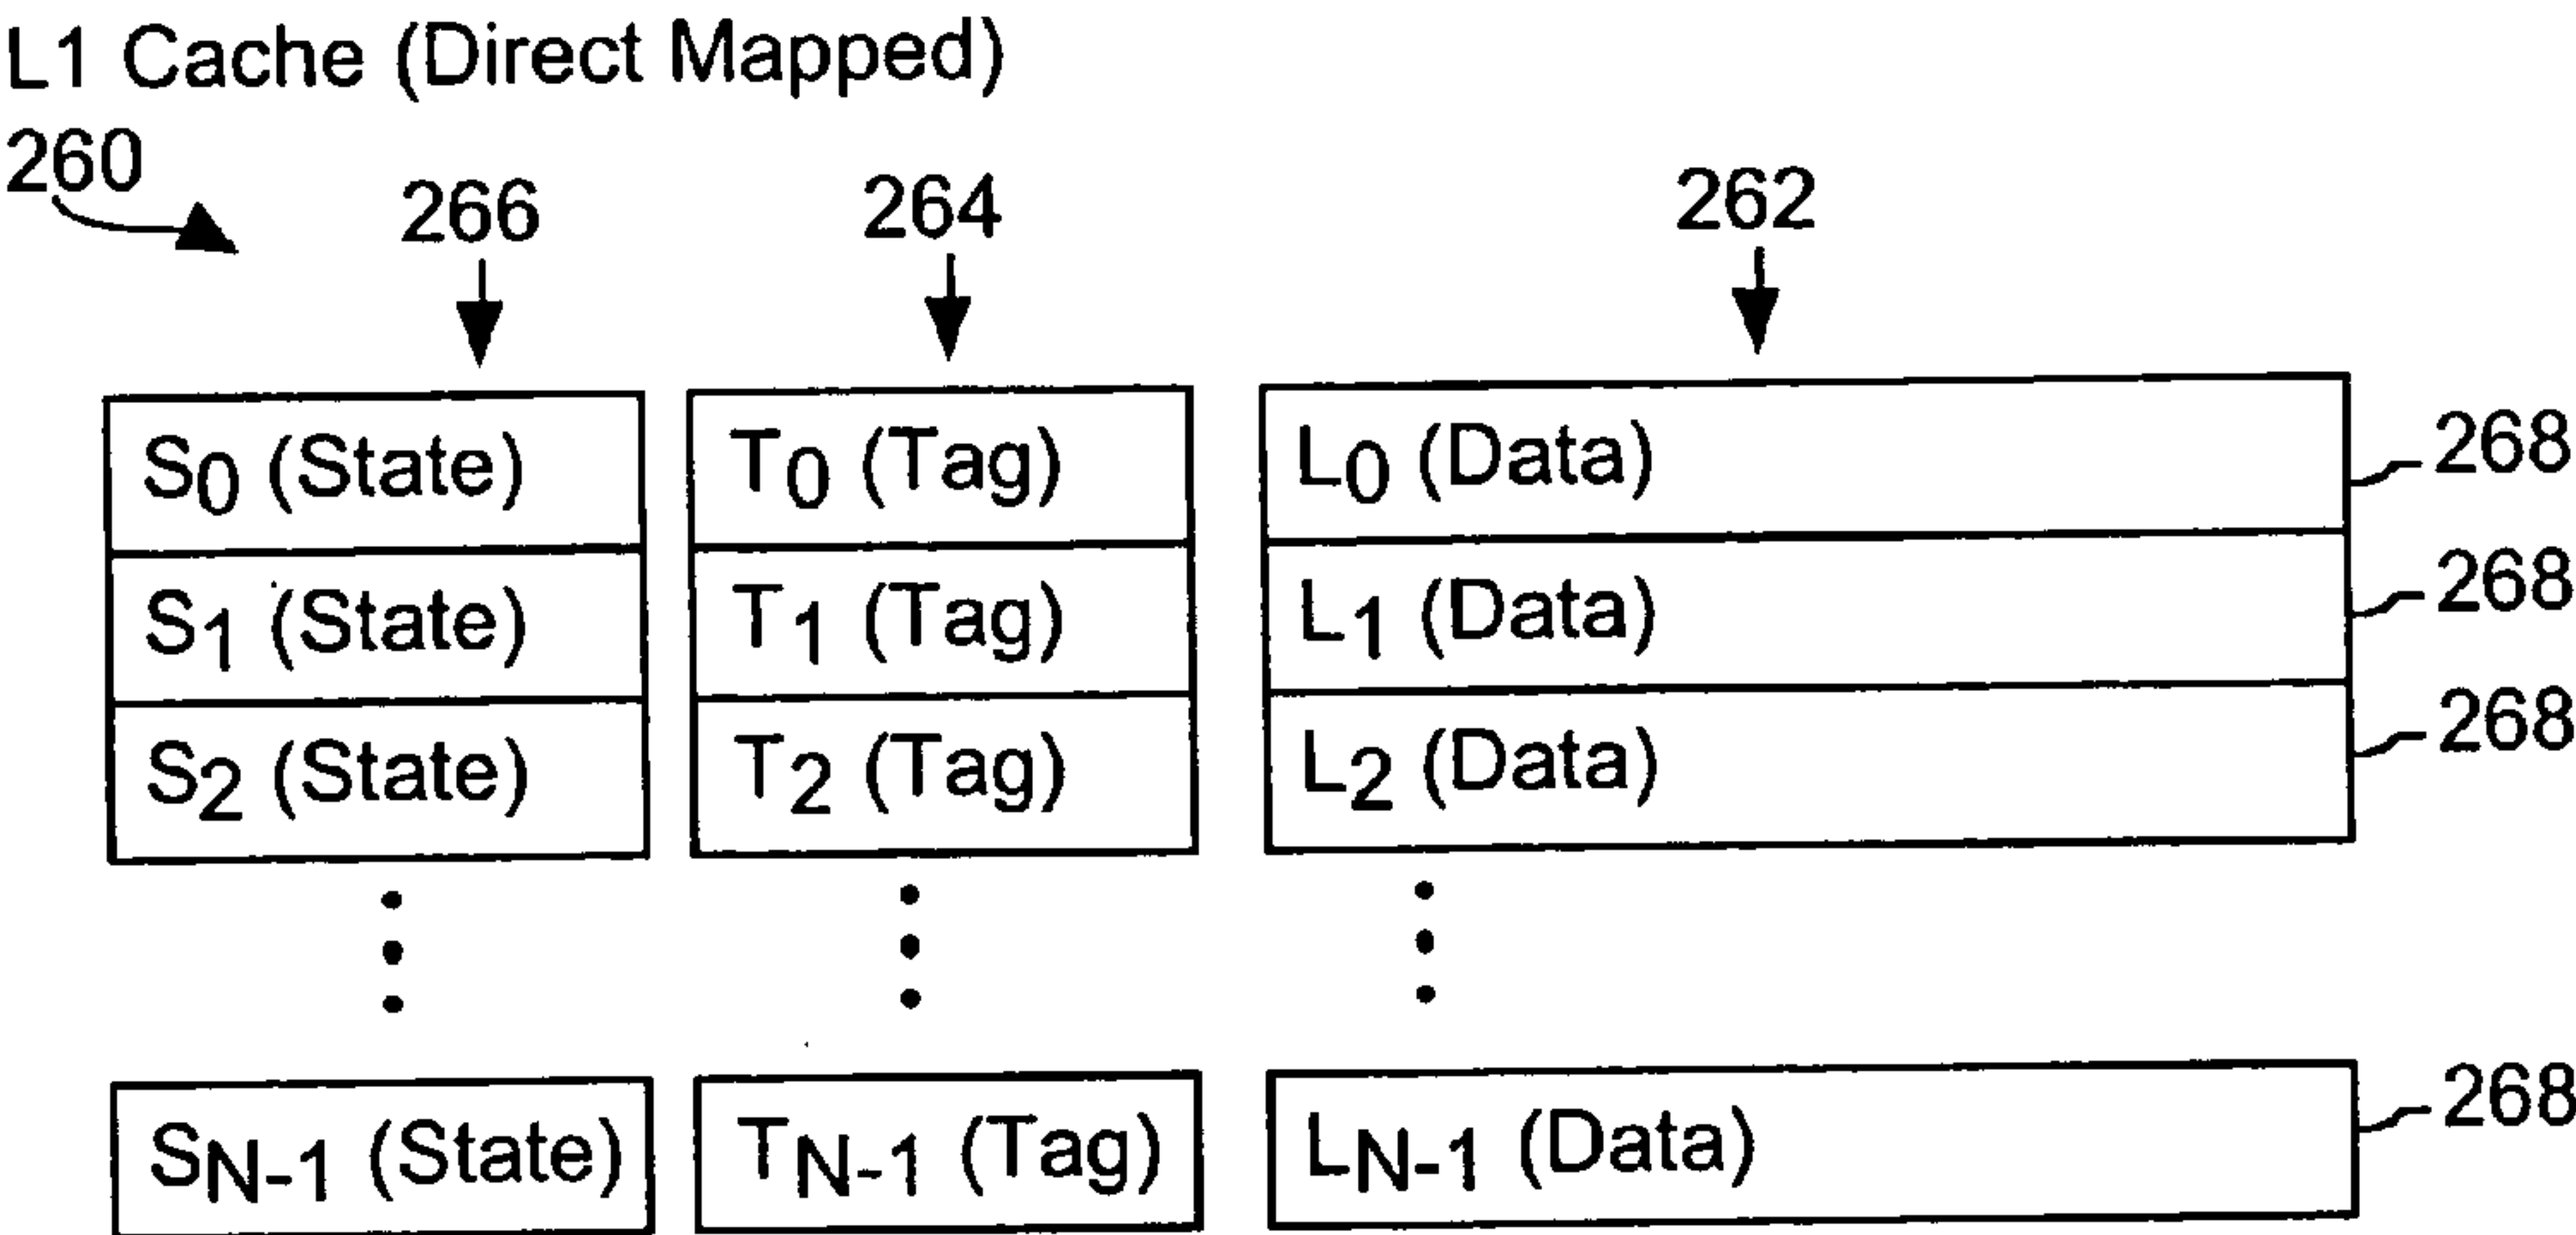 L1 Cache (Direct Mapped)
260
266 264 262
S0 (State) T0 (Tag) L0 (Data) 268
S1 (State) T1 (Tag) L1 (Data) 268
S2 (State) T2 (Tag) L2 (Data) 268
SN-1 (State) TN-1 (Tag) LN-1 (Data) 268